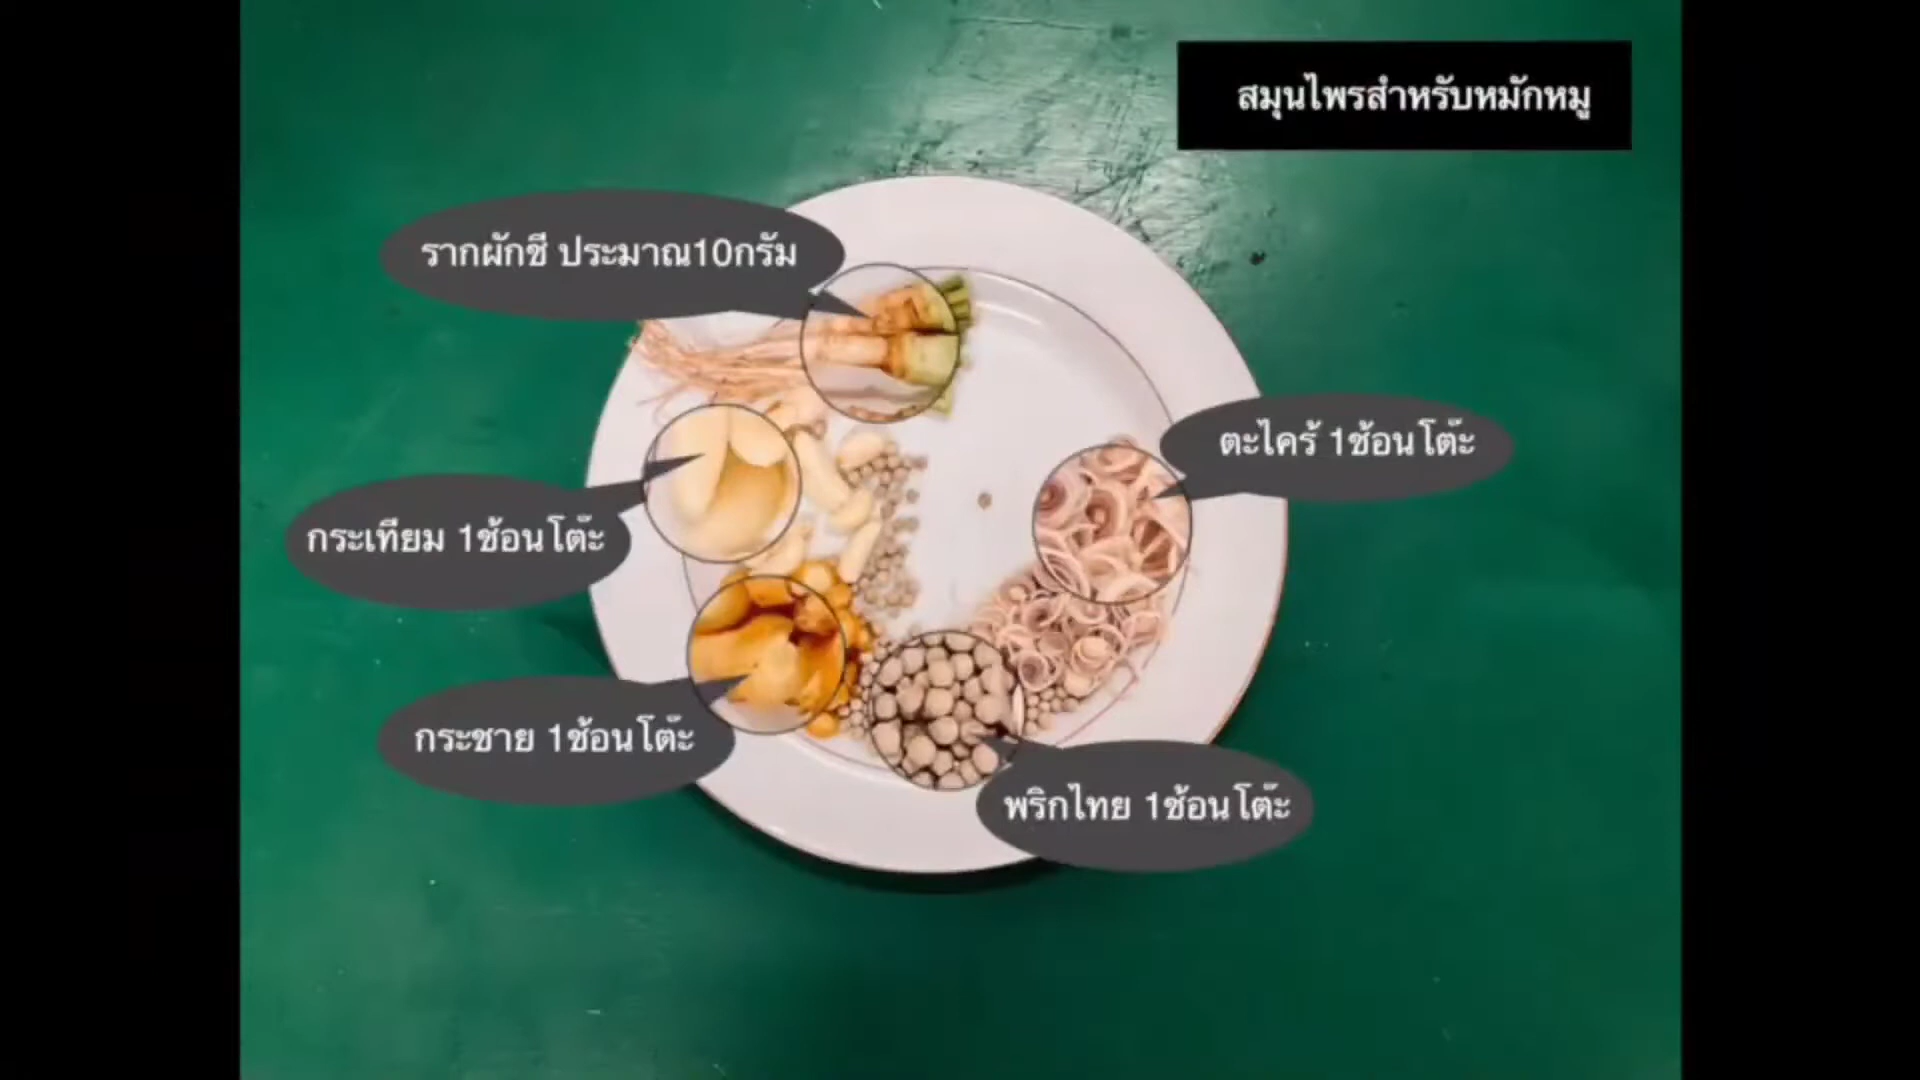 สมุนไพรสำหรับหมักหมู
รากผักชี ประมาณ10กรัม
ตะไคร้ 1ช้อนโต๊ะ
กระเทียม 1ช้อนโต๊ะ
กระชาย 1ช้อนโต๊ะ
พริกไทย 1ช้อนโต๊ะ